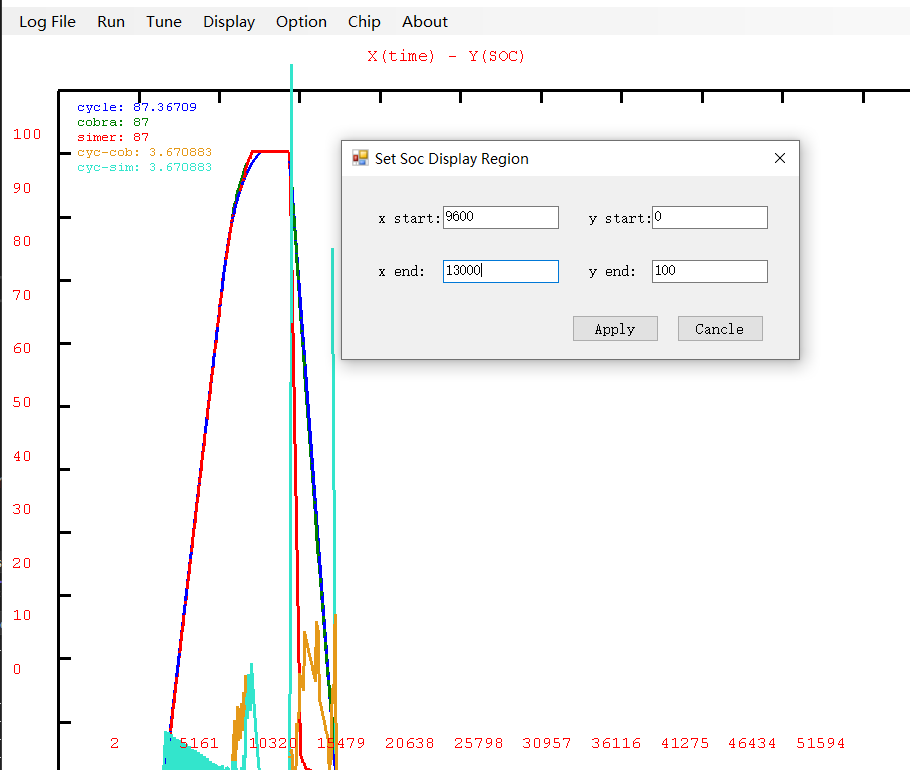 Log File Run Tune Display Option Chip About
X(time) - Y(SOC)
cycle: 87.36709
cobra: 87
simer: 87
cyc-cob: 3.670883
cyc-sim: 3.670883
100
90
80
70
60
50
40
30
20
10
0
Set Soc Display Region
x start: 9600 y start: 0
x end: 13000 y end: 100
Apply Cancle
2 5161 10320 15479 20638 25798 30957 36116 41275 46434 51594